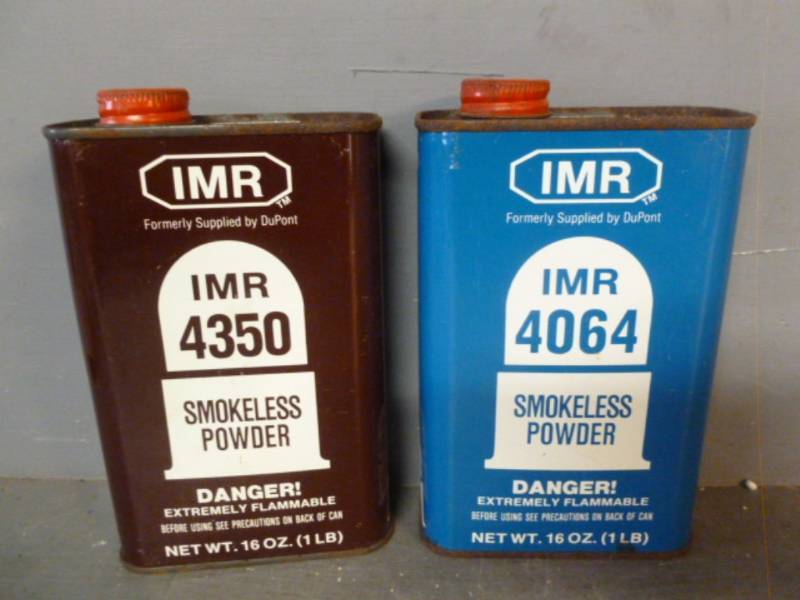 IMR TM
Formerly Supplied by DuPont
IMR
4350
SMOKELESS
POWDER
DANGER!
EXTREMELY FLAMMABLE
BEFORE USING SEE PRECAUTIONS ON BACK OF CAN
NET WT. 16 OZ. (1 LB)
IMR TM
Formerly Supplied by DuPont
IMR
4064
SMOKELESS
POWDER
DANGER!
EXTREMELY FLAMMABLE
BEFORE USING SEE PRECAUTIONS ON BACK OF CAN
NET WT. 16 OZ. (1 LB)